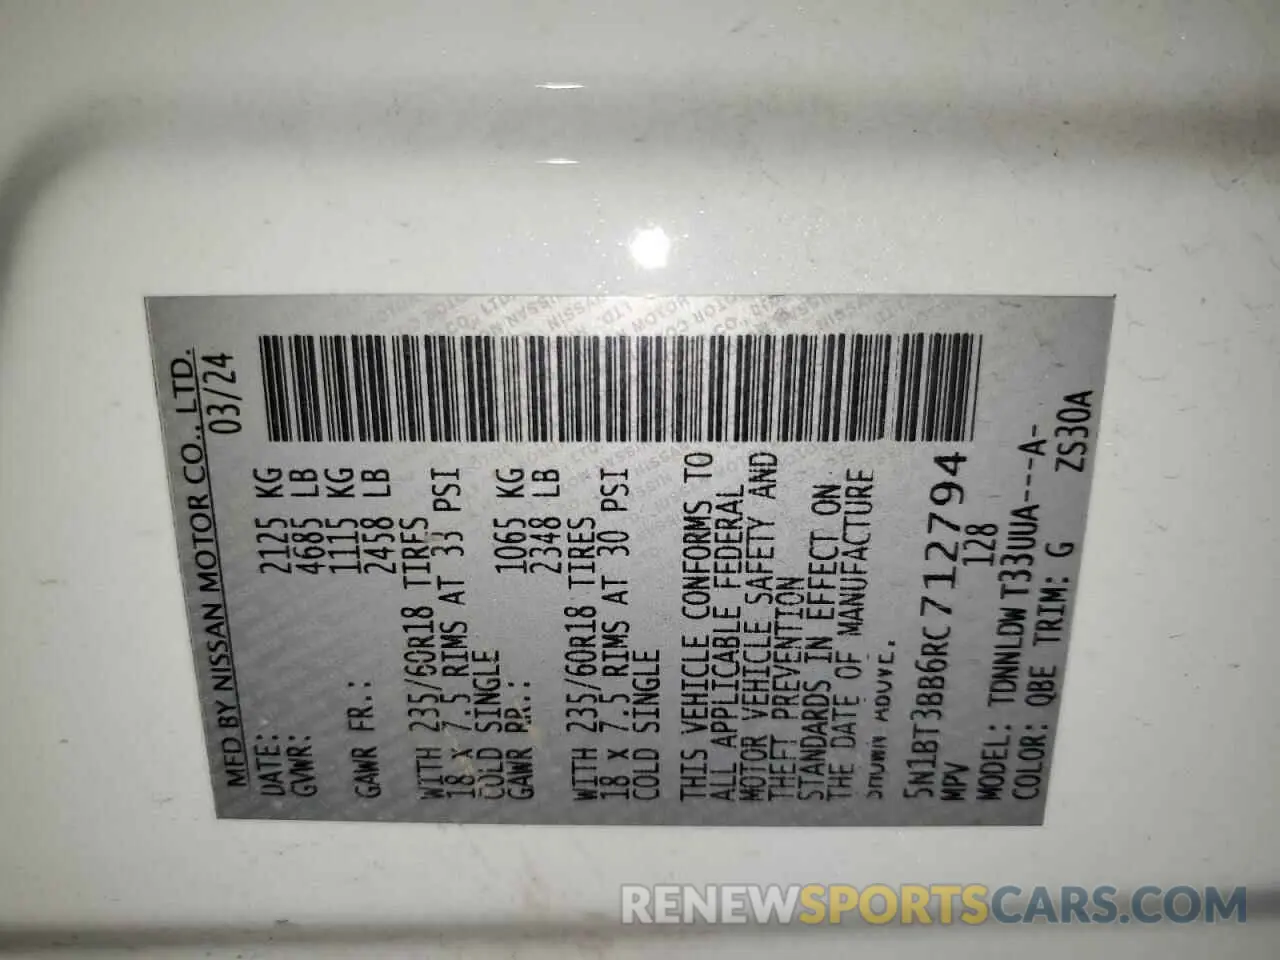 MFD BY NISSAN MOTOR CO., LTD.
DATE: 03/24
GVWR: 2125 KG
4685 LB
GAWR FR.: 1115 KG
2458 LB
WITH 235/60R18 TIRES
18 X 7.5 RIMS AT 33 PSI
COLD SINGLE
GAWR RR.: 1065 KG
2348 LB
WITH 235/60R18 TIRES
18 X 7.5 RIMS AT 30 PSI
COLD SINGLE
THIS VEHICLE CONFORMS TO
ALL APPLICABLE FEDERAL
MOTOR VEHICLE SAFETY AND
THEFT PREVENTION
STANDARDS IN EFFECT ON
THE DATE OF MANUFACTURE
SHOWN ABOVE.
5N1BT3BB6RC712794
MPV 128
MODEL: TDNNLDW T33UUA----A-
COLOR: QBE TRIM: G ZS30A
RENEWSPORTSCARS.COM